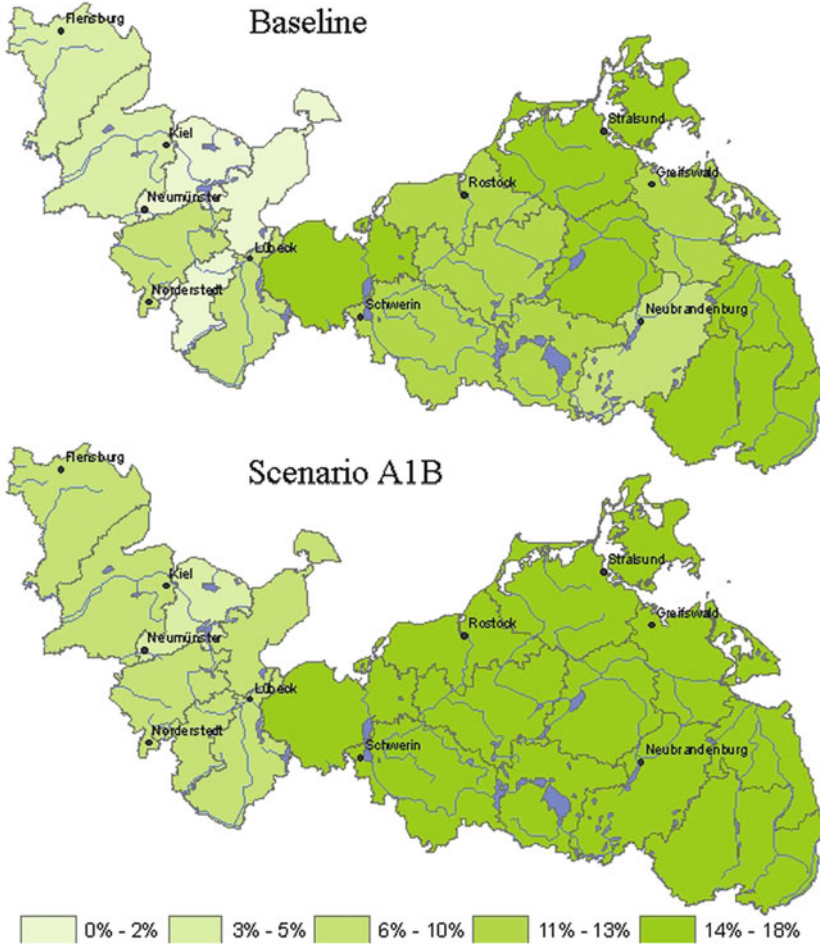 Baseline
Flensburg
Stralsund
Kiel
Greifswald
Rostock
Neumünster
Lübeck
Norderstedt
Schwerin
Neubrandenburg
Scenario A1B
Flensburg
Stralsund
Kiel
Greifswald
Rostock
Neumünster
Lübeck
Norderstedt
Schwerin
Neubrandenburg
0% - 2% 3% - 5% 6% - 10% 11% - 13% 14% - 18%